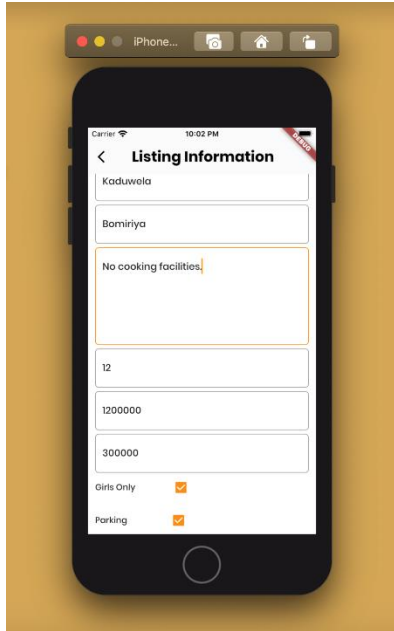 iPhone...
Carrier 10:02 PM
DEBUG
Listing Information
Kaduwela
Bomiriya
No cooking facilities.
12
1200000
300000
Girls Only
Parking